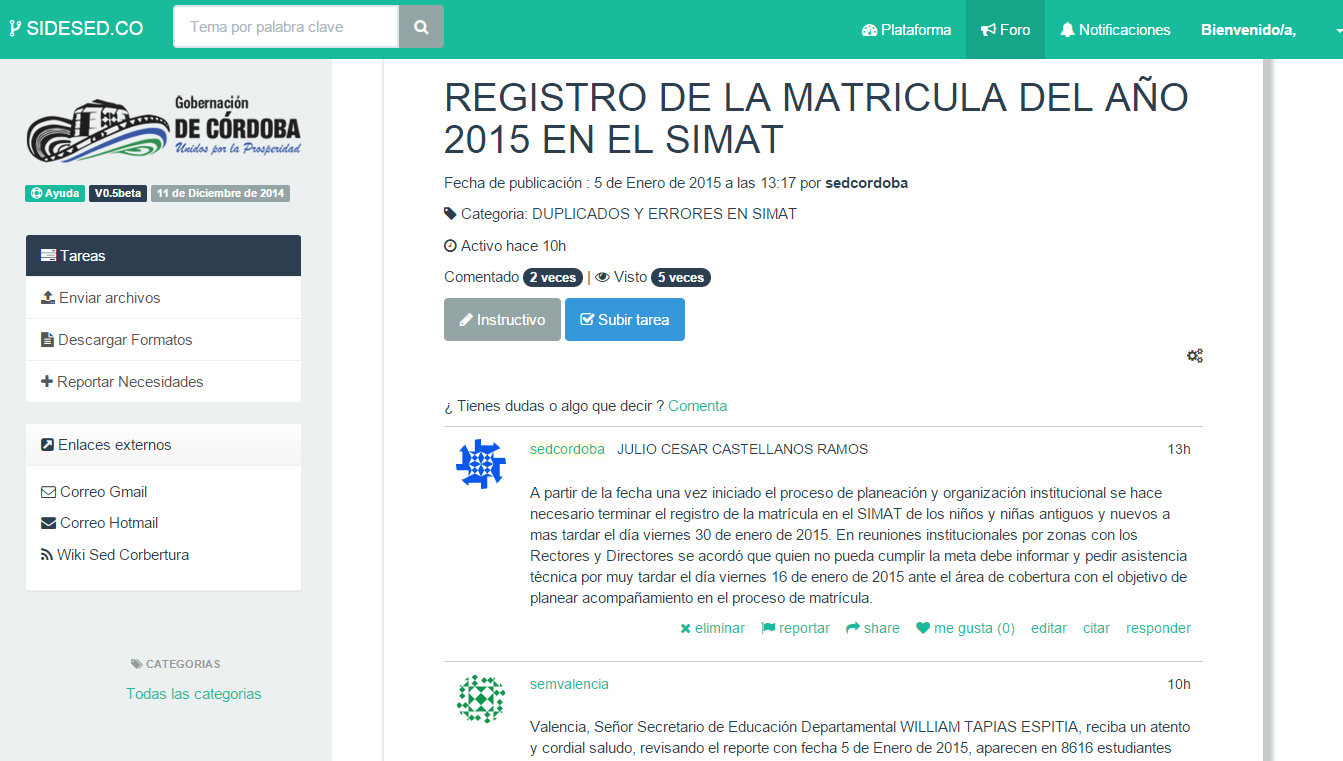 SIDESED.CO
Tema por palabra clave
Plataforma
Foro
Notificaciones
Bienvenido/a,
Gobernación
DE CÓRDOBA
Unidos por la Prosperidad
Ayuda
V0.5beta
11 de Diciembre de 2014
Tareas
Enviar archivos
Descargar Formatos
Reportar Necesidades
Enlaces externos
Correo Gmail
Correo Hotmail
Wiki Sed Corbertura
CATEGORIAS
Todas las categorias
REGISTRO DE LA MATRICULA DEL AÑO
2015 EN EL SIMAT
Fecha de publicación : 5 de Enero de 2015 a las 13:17 por sedcordoba
Categoria: DUPLICADOS Y ERRORES EN SIMAT
Activo hace 10h
Comentado 2 veces | Visto 5 veces
Instructivo
Subir tarea
¿ Tienes dudas o algo que decir ? Comenta
sedcordoba JULIO CESAR CASTELLANOS RAMOS 13h
A partir de la fecha una vez iniciado el proceso de planeación y organización institucional se hace
necesario terminar el registro de la matrícula en el SIMAT de los niños y niñas antiguos y nuevos a
mas tardar el día viernes 30 de enero de 2015. En reuniones institucionales por zonas con los
Rectores y Directores se acordó que quien no pueda cumplir la meta debe informar y pedir asistencia
técnica por muy tardar el día viernes 16 de enero de 2015 ante el área de cobertura con el objetivo de
planear acompañamiento en el proceso de matrícula.
eliminar reportar share me gusta (0) editar citar responder
semvalencia 10h
Valencia, Señor Secretario de Educación Departamental WILLIAM TAPIAS ESPITIA, reciba un atento
y cordial saludo, revisando el reporte con fecha 5 de Enero de 2015, aparecen en 8616 estudiantes